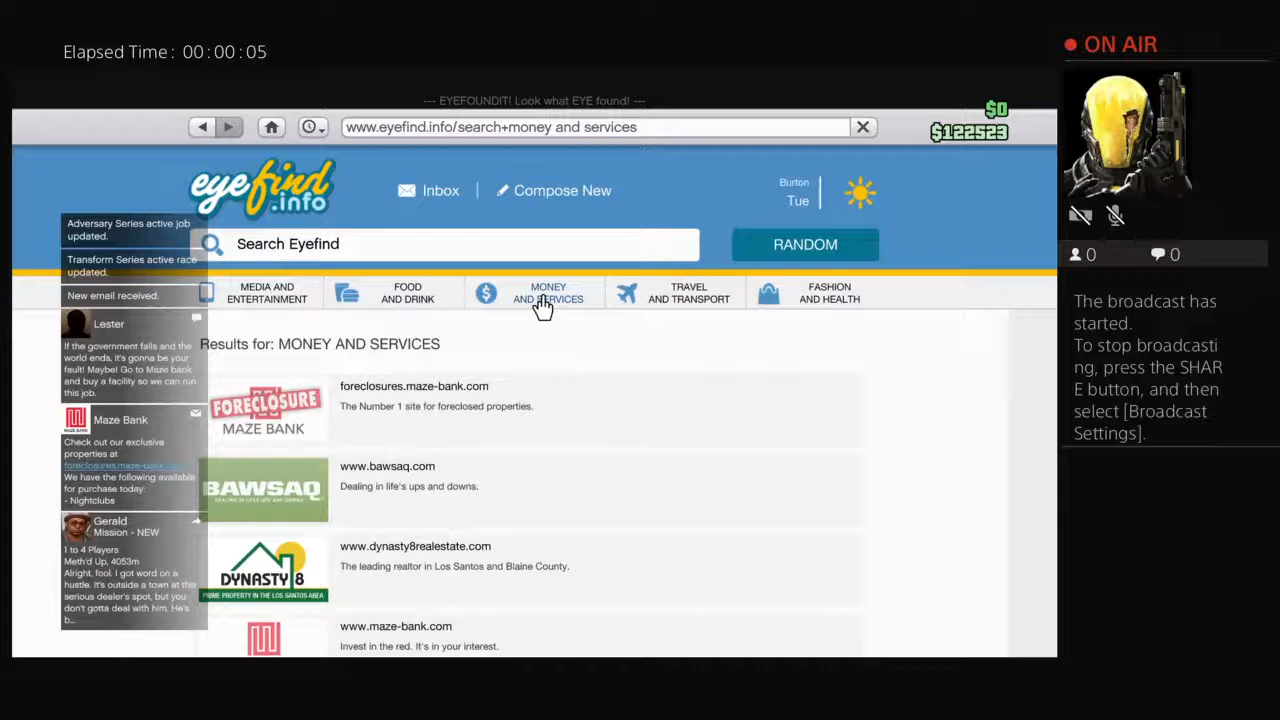 Elapsed Time: 00:00:05
ON AIR
--- EYEFOUNDIT! Look what EYE found! ---
$0
www.eyefind.info/search+money and services
$122523
eyefind
.info
Inbox
Compose New
Burton
Tue
Search Eyefind
RANDOM
MEDIA AND
ENTERTAINMENT
FOOD
AND DRINK
MONEY
AND SERVICES
TRAVEL
AND TRANSPORT
FASHION
AND HEALTH
Adversary Series active job
updated.
Transform Series active race
updated.
New email received.
Lester
If the government falls and the
world ends, it's gonna be your
fault! Maybe! Go to Maze bank
and buy a facility so we can run
this job.
Maze Bank
Check out our exclusive
properties at
foreclosures.maze-bank
We have the following available
for purchase today:
- Nightclubs
Gerald
Mission - NEW
1 to 4 Players
Meth'd Up, 4053m
Alright, fool. I got word on a
hustle. It's outside a town at this
serious dealer's spot, but you
don't gotta deal with him. He's
b...
Results for: MONEY AND SERVICES
FORECLOSURE
MAZE BANK
foreclosures.maze-bank.com
The Number 1 site for foreclosed properties.
BAWSAQ
DEALING IN LIFE'S UPS AND DOWNS
www.bawsaq.com
Dealing in life's ups and downs.
DYNASTY 8
PRIME PROPERTY IN THE LOS SANTOS AREA
www.dynasty8realestate.com
The leading realtor in Los Santos and Blaine County.
www.maze-bank.com
Invest in the red. It's in your interest.
0
0
The broadcast has
started.
To stop broadcasti
ng, press the SHAR
E button, and then
select [Broadcast
Settings].